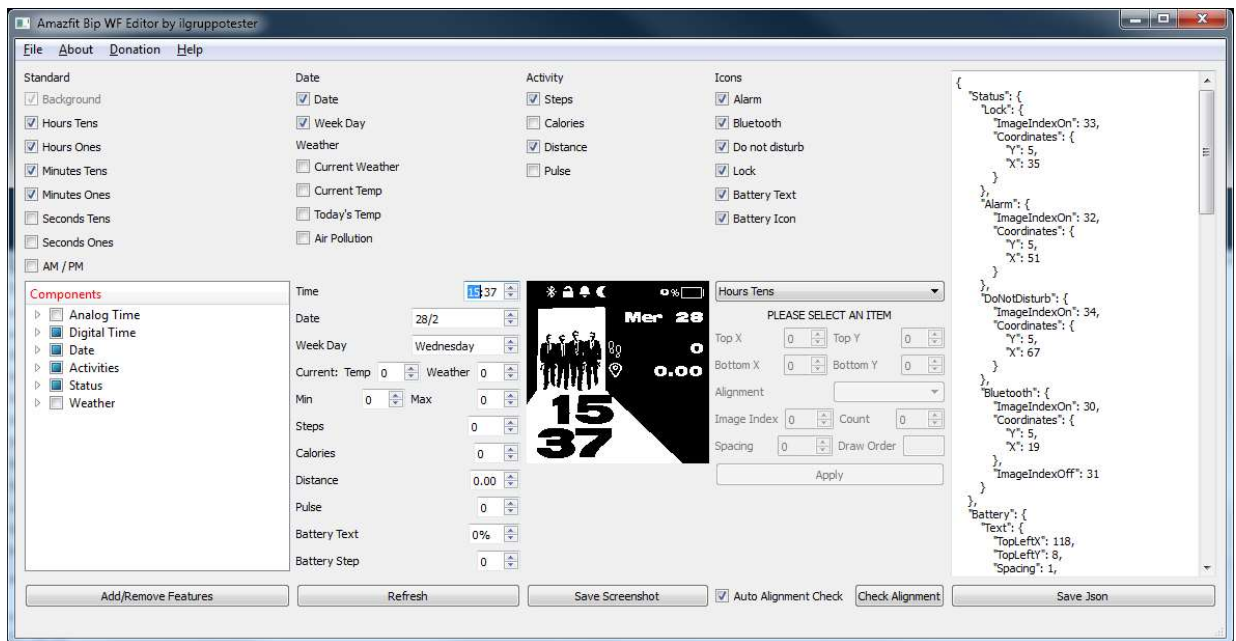 Amazfit Bip WF Editor by ilgruppotester
File About Donation Help
Standard
Background
Hours Tens
Hours Ones
Minutes Tens
Minutes Ones
Seconds Tens
Seconds Ones
AM / PM
Date
Date
Week Day
Weather
Current Weather
Current Temp
Today's Temp
Air Pollution
Activity
Steps
Calories
Distance
Pulse
Icons
Alarm
Bluetooth
Do not disturb
Lock
Battery Text
Battery Icon
Components
Analog Time
Digital Time
Date
Activities
Status
Weather
Time 15:37
Date 28/2
Week Day Wednesday
Current: Temp 0 Weather 0
Min 0 Max 0
Steps 0
Calories 0
Distance 0.00
Pulse 0
Battery Text 0%
Battery Step 0
0%
Mer 28
0
0.00
15
37
Hours Tens
PLEASE SELECT AN ITEM
Top X 0 Top Y 0
Bottom X 0 Bottom Y 0
Alignment
Image Index 0 Count 0
Spacing 0 Draw Order
Apply
{
"Status": {
"Lock": {
"ImageIndexOn": 33,
"Coordinates": {
"Y": 5,
"X": 35
}
},
"Alarm": {
"ImageIndexOn": 32,
"Coordinates": {
"Y": 5,
"X": 51
}
},
"DoNotDisturb": {
"ImageIndexOn": 34,
"Coordinates": {
"Y": 5,
"X": 67
}
},
"Bluetooth": {
"ImageIndexOn": 30,
"Coordinates": {
"Y": 5,
"X": 19
},
"ImageIndexOff": 31
}
},
"Battery": {
"Text": {
"TopLeftX": 118,
"TopLeftY": 8,
"Spacing": 1,
Add/Remove Features
Refresh
Save Screenshot
Auto Alignment Check
Check Alignment
Save Json